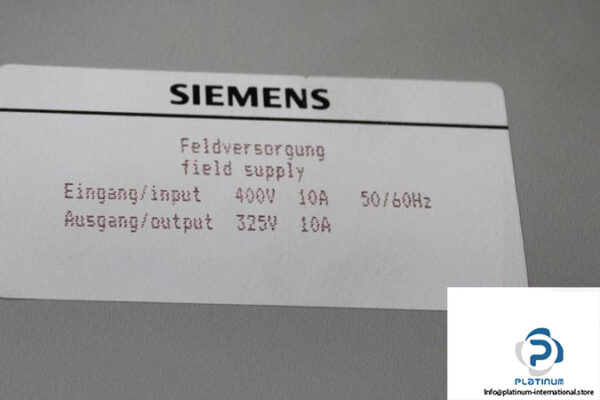 SIEMENS
Feldversorgung
field supply
Eingang/input 400V 10A 50/60Hz
Ausgang/output 325V 10A
PLATINUM
Info@platinum-international.store